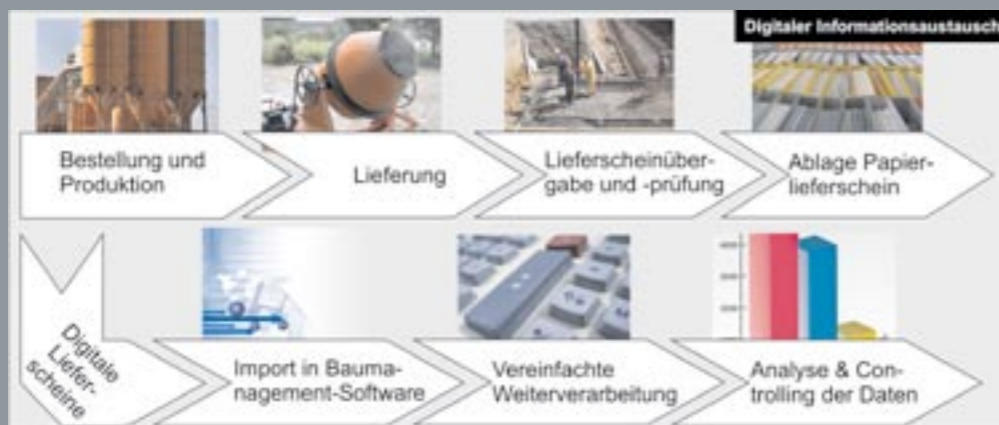 Digitaler Informationsaustausch
Bestellung und
Produktion
Lieferung
Lieferscheinüber-
gabe und -prüfung
Ablage Papier-
lieferschein
Digitale
Liefer-
scheine
Import in Bauma-
nagement-Software
Vereinfachte
Weiterverarbeitung
Analyse & Con-
trolling der Daten